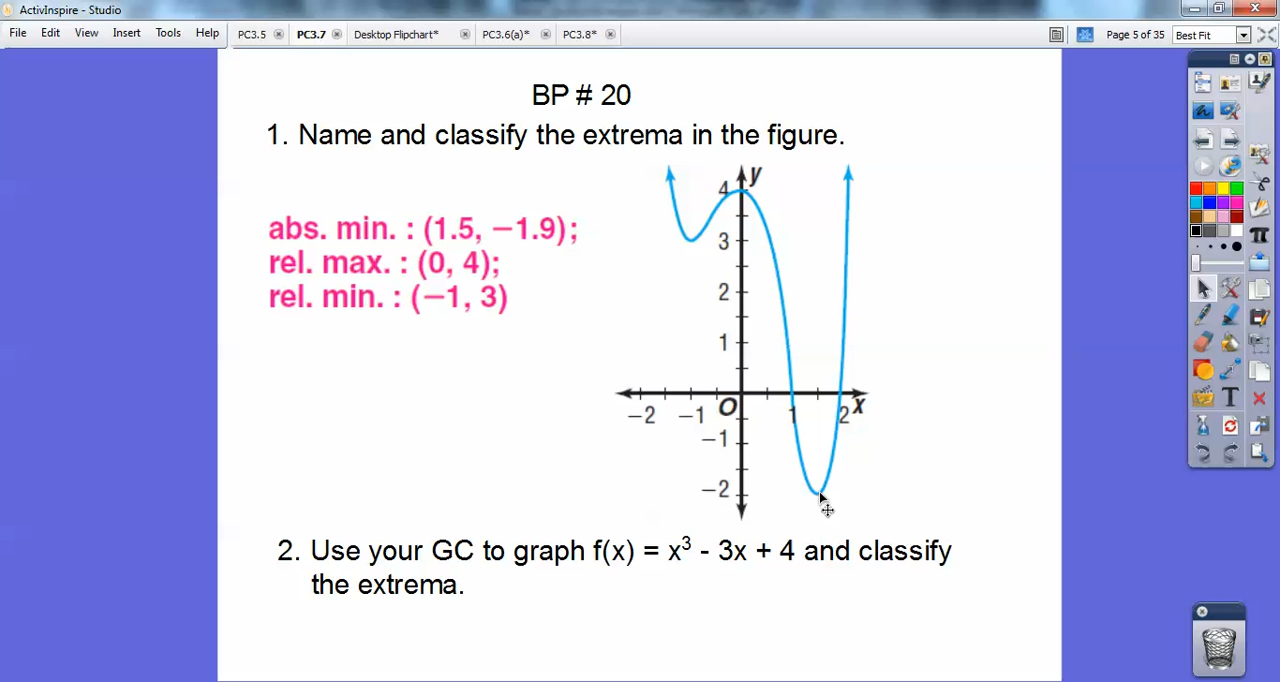 ActivInspire - Studio
File Edit View Insert Tools Help PC3.5 PC3.7 Desktop Flipchart* PC3.6(a)* PC3.8* Page 5 of 35 Best Fit
BP # 20
1. Name and classify the extrema in the figure.
abs. min. : (1.5, −1.9);
rel. max. : (0, 4);
rel. min. : (−1, 3)
y
4
3
2
1
−2 −1 O 1 2 x
−1
−2
2. Use your GC to graph f(x) = x³ - 3x + 4 and classify
the extrema.